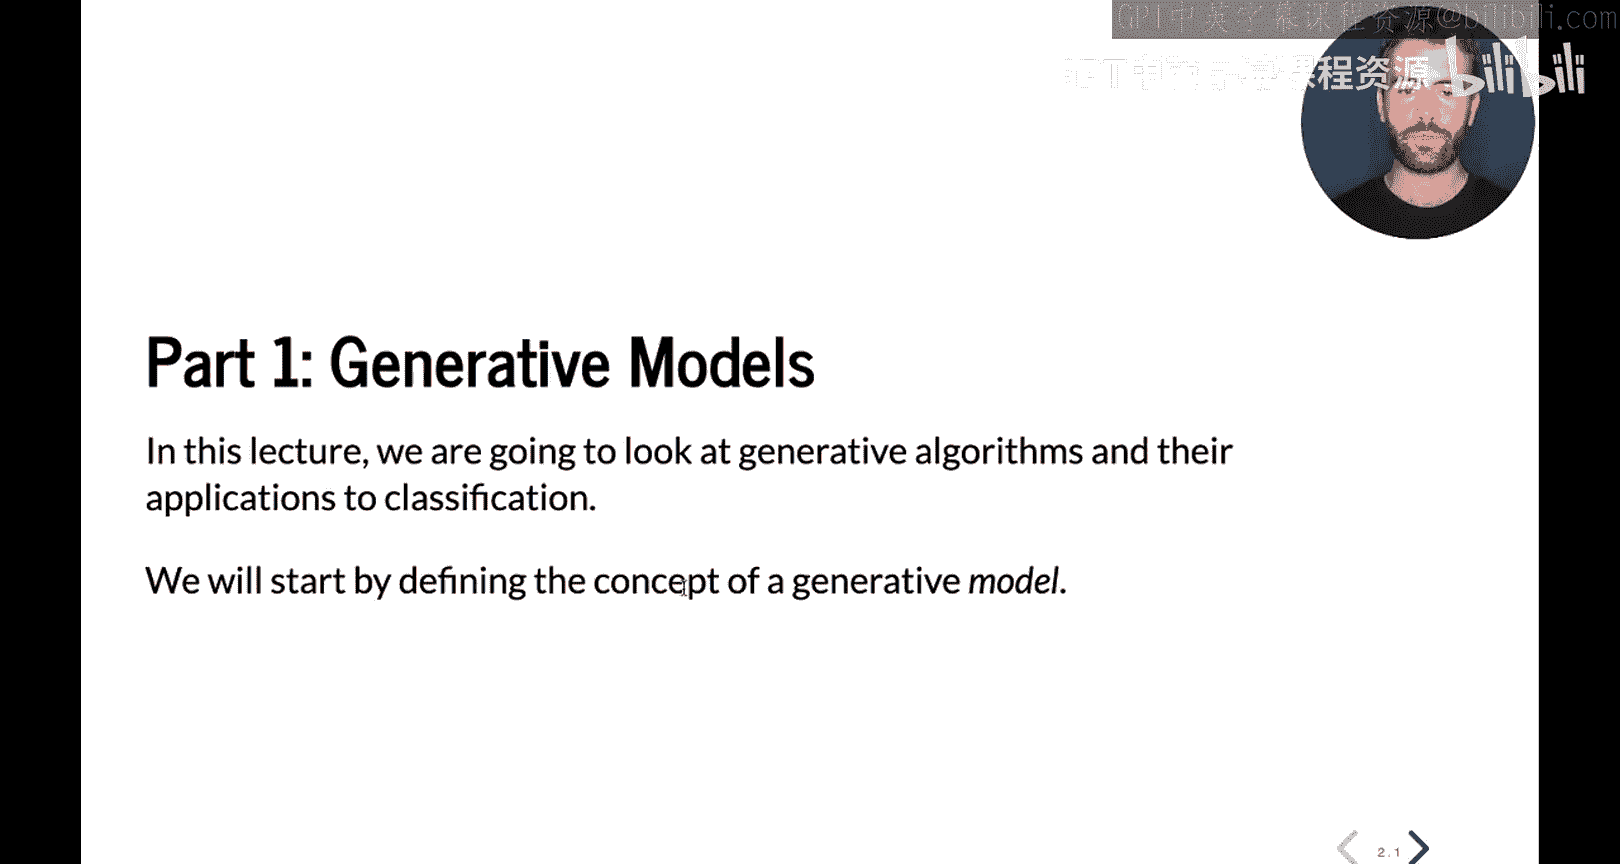 GPT中英字幕课程资源@bilibili.com
课程资源 bilibili
Part 1: Generative Models
In this lecture, we are going to look at generative algorithms and their
applications to classification.
We will start by defining the concept of a generative model.
2.1